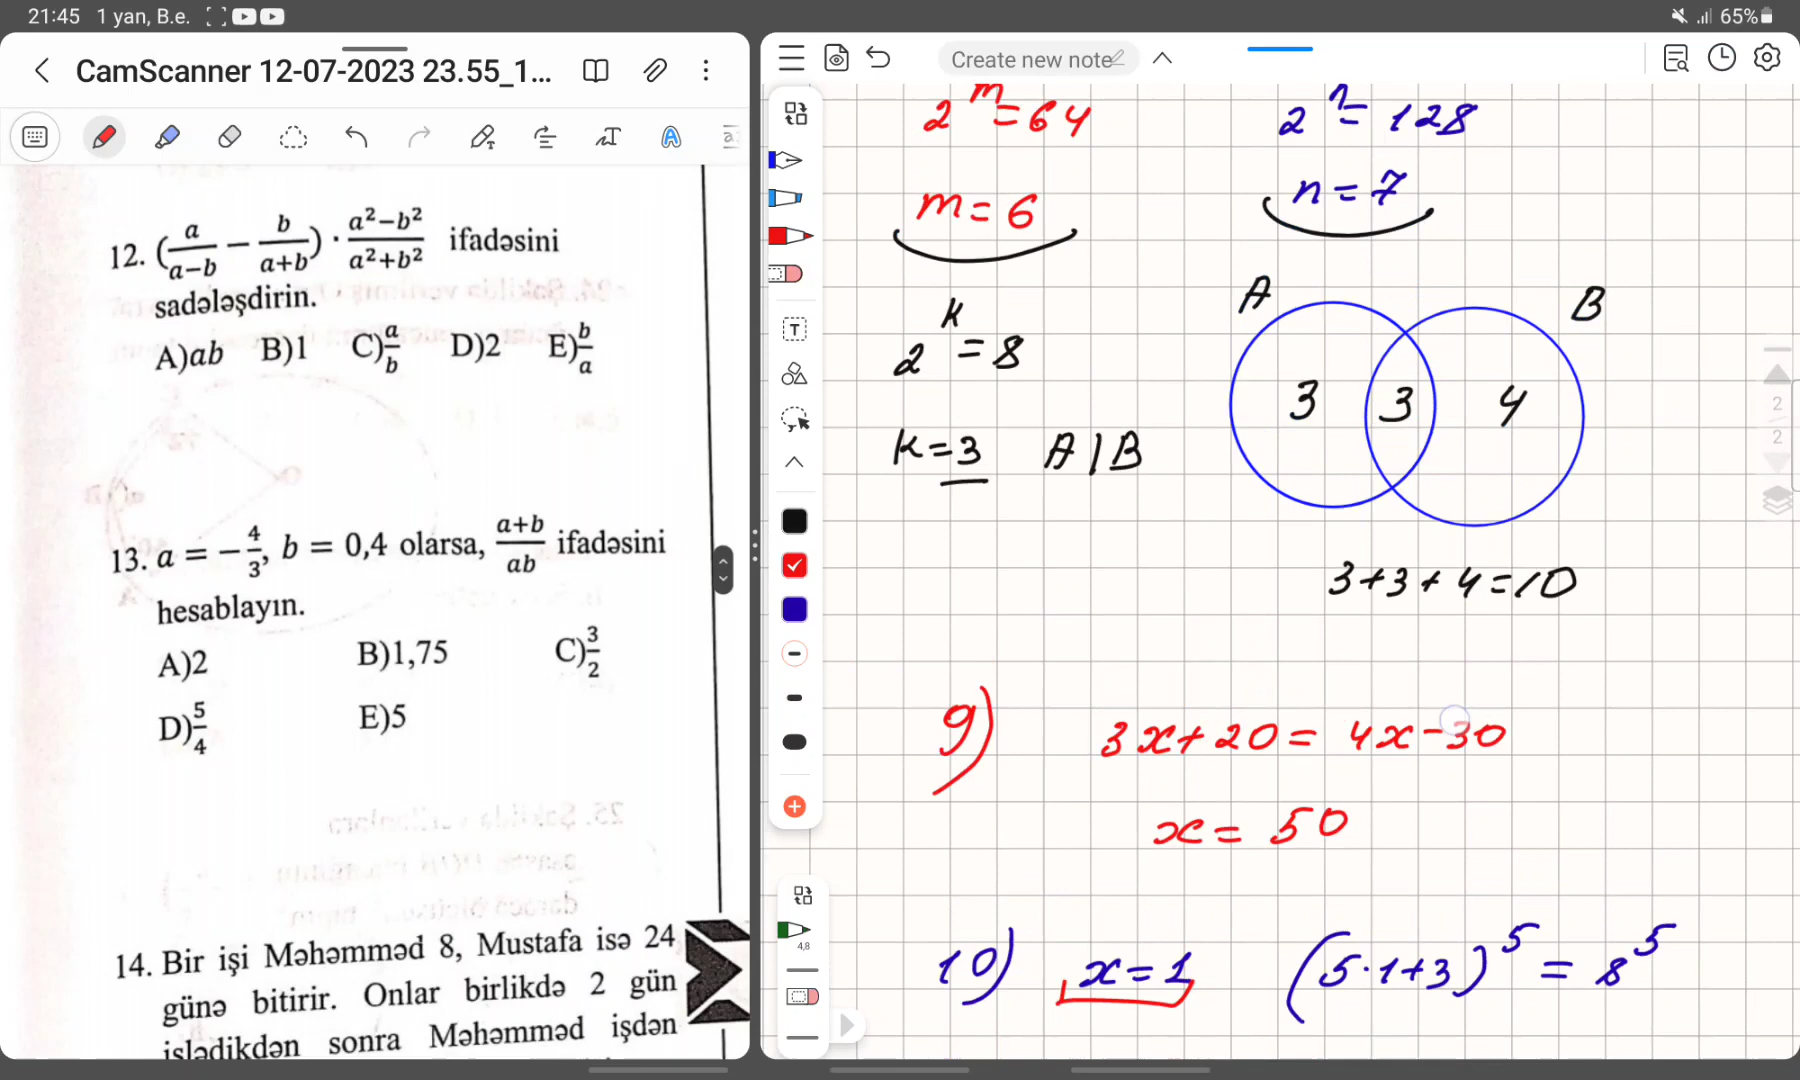 21:45 1 yan, B.e. 65%
CamScanner 12-07-2023 23.55_1...
12. (a/(a−b) − b/(a+b)) · (a²−b²)/(a²+b²) ifadəsini
sadələşdirin.
A)ab B)1 C)a/b D)2 E)b/a
13. a = −4/3, b = 0,4 olarsa, (a+b)/ab ifadəsini
hesablayın.
A)2 B)1,75 C)3/2
D)5/4 E)5
14. Bir işi Məhəmməd 8, Mustafa isə 24
günə bitirir. Onlar birlikdə 2 gün
işlədikdən sonra Məhəmməd işdən
Create new note
2^m = 64 2^n = 128
m = 6 n = 7
A B
2^k = 8
3 3 4
k = 3 A | B
3+3+4=10
9) 3x+20 = 4x−30
x = 50
10) x = 1 (5·1+3)^5 = 8^5
T
4,8
2
2